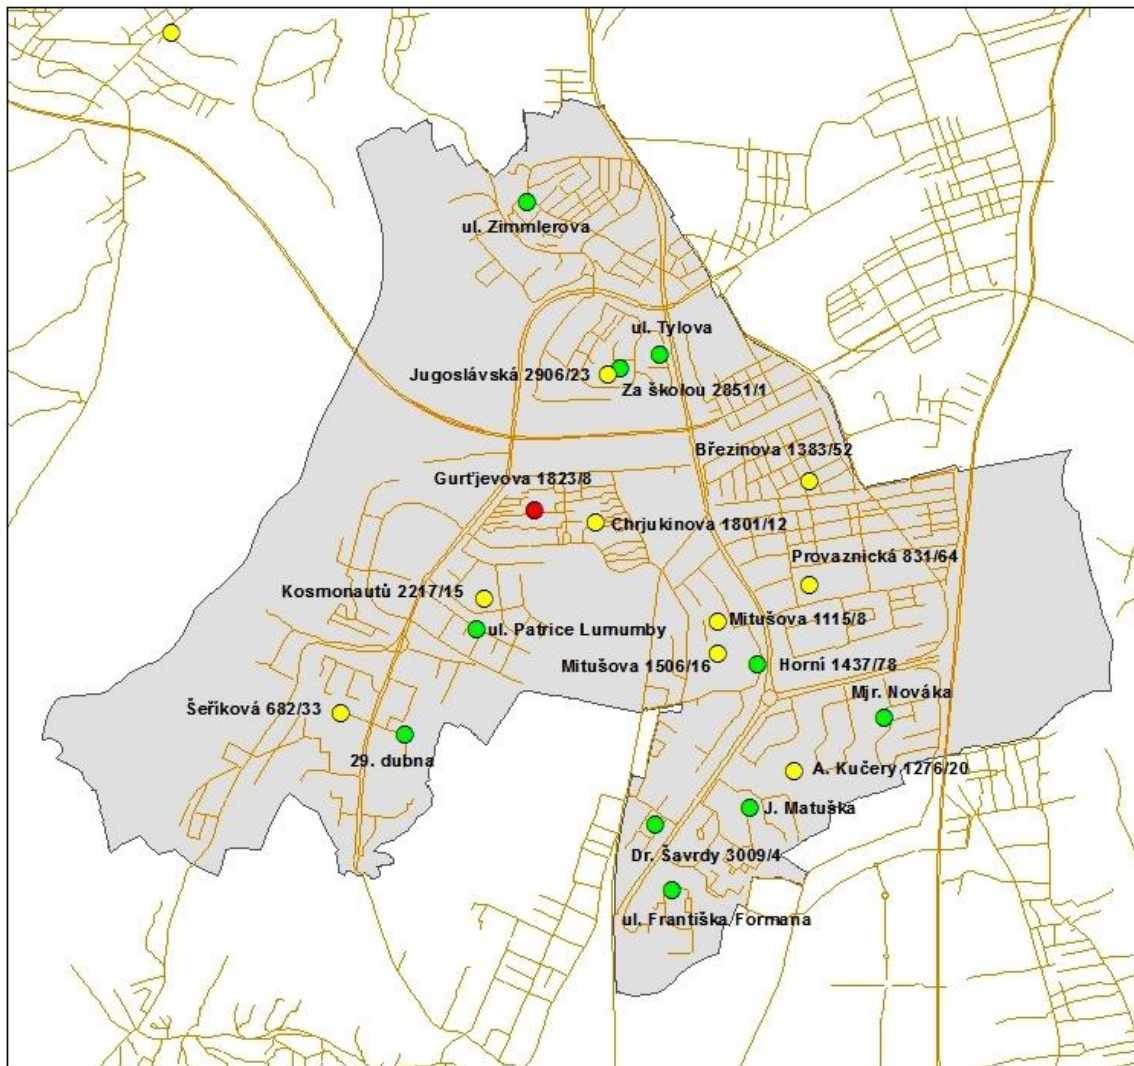 ul. Zimmlerova
ul. Tylova
Jugoslávská 2906/23
Za školou 2851/1
Březinova 1383/52
Gurťjevova 1823/8
Chrjukinova 1801/12
Provaznická 831/64
Kosmonautů 2217/15
Mitušova 1115/8
ul. Patrice Lumumby
Mitušova 1506/16
Horní 1437/78
Mjr. Nováka
Šeříková 682/33
29. dubna
A. Kučery 1276/20
J. Matuška
Dr. Šavrdy 3009/4
ul. Františka Formana